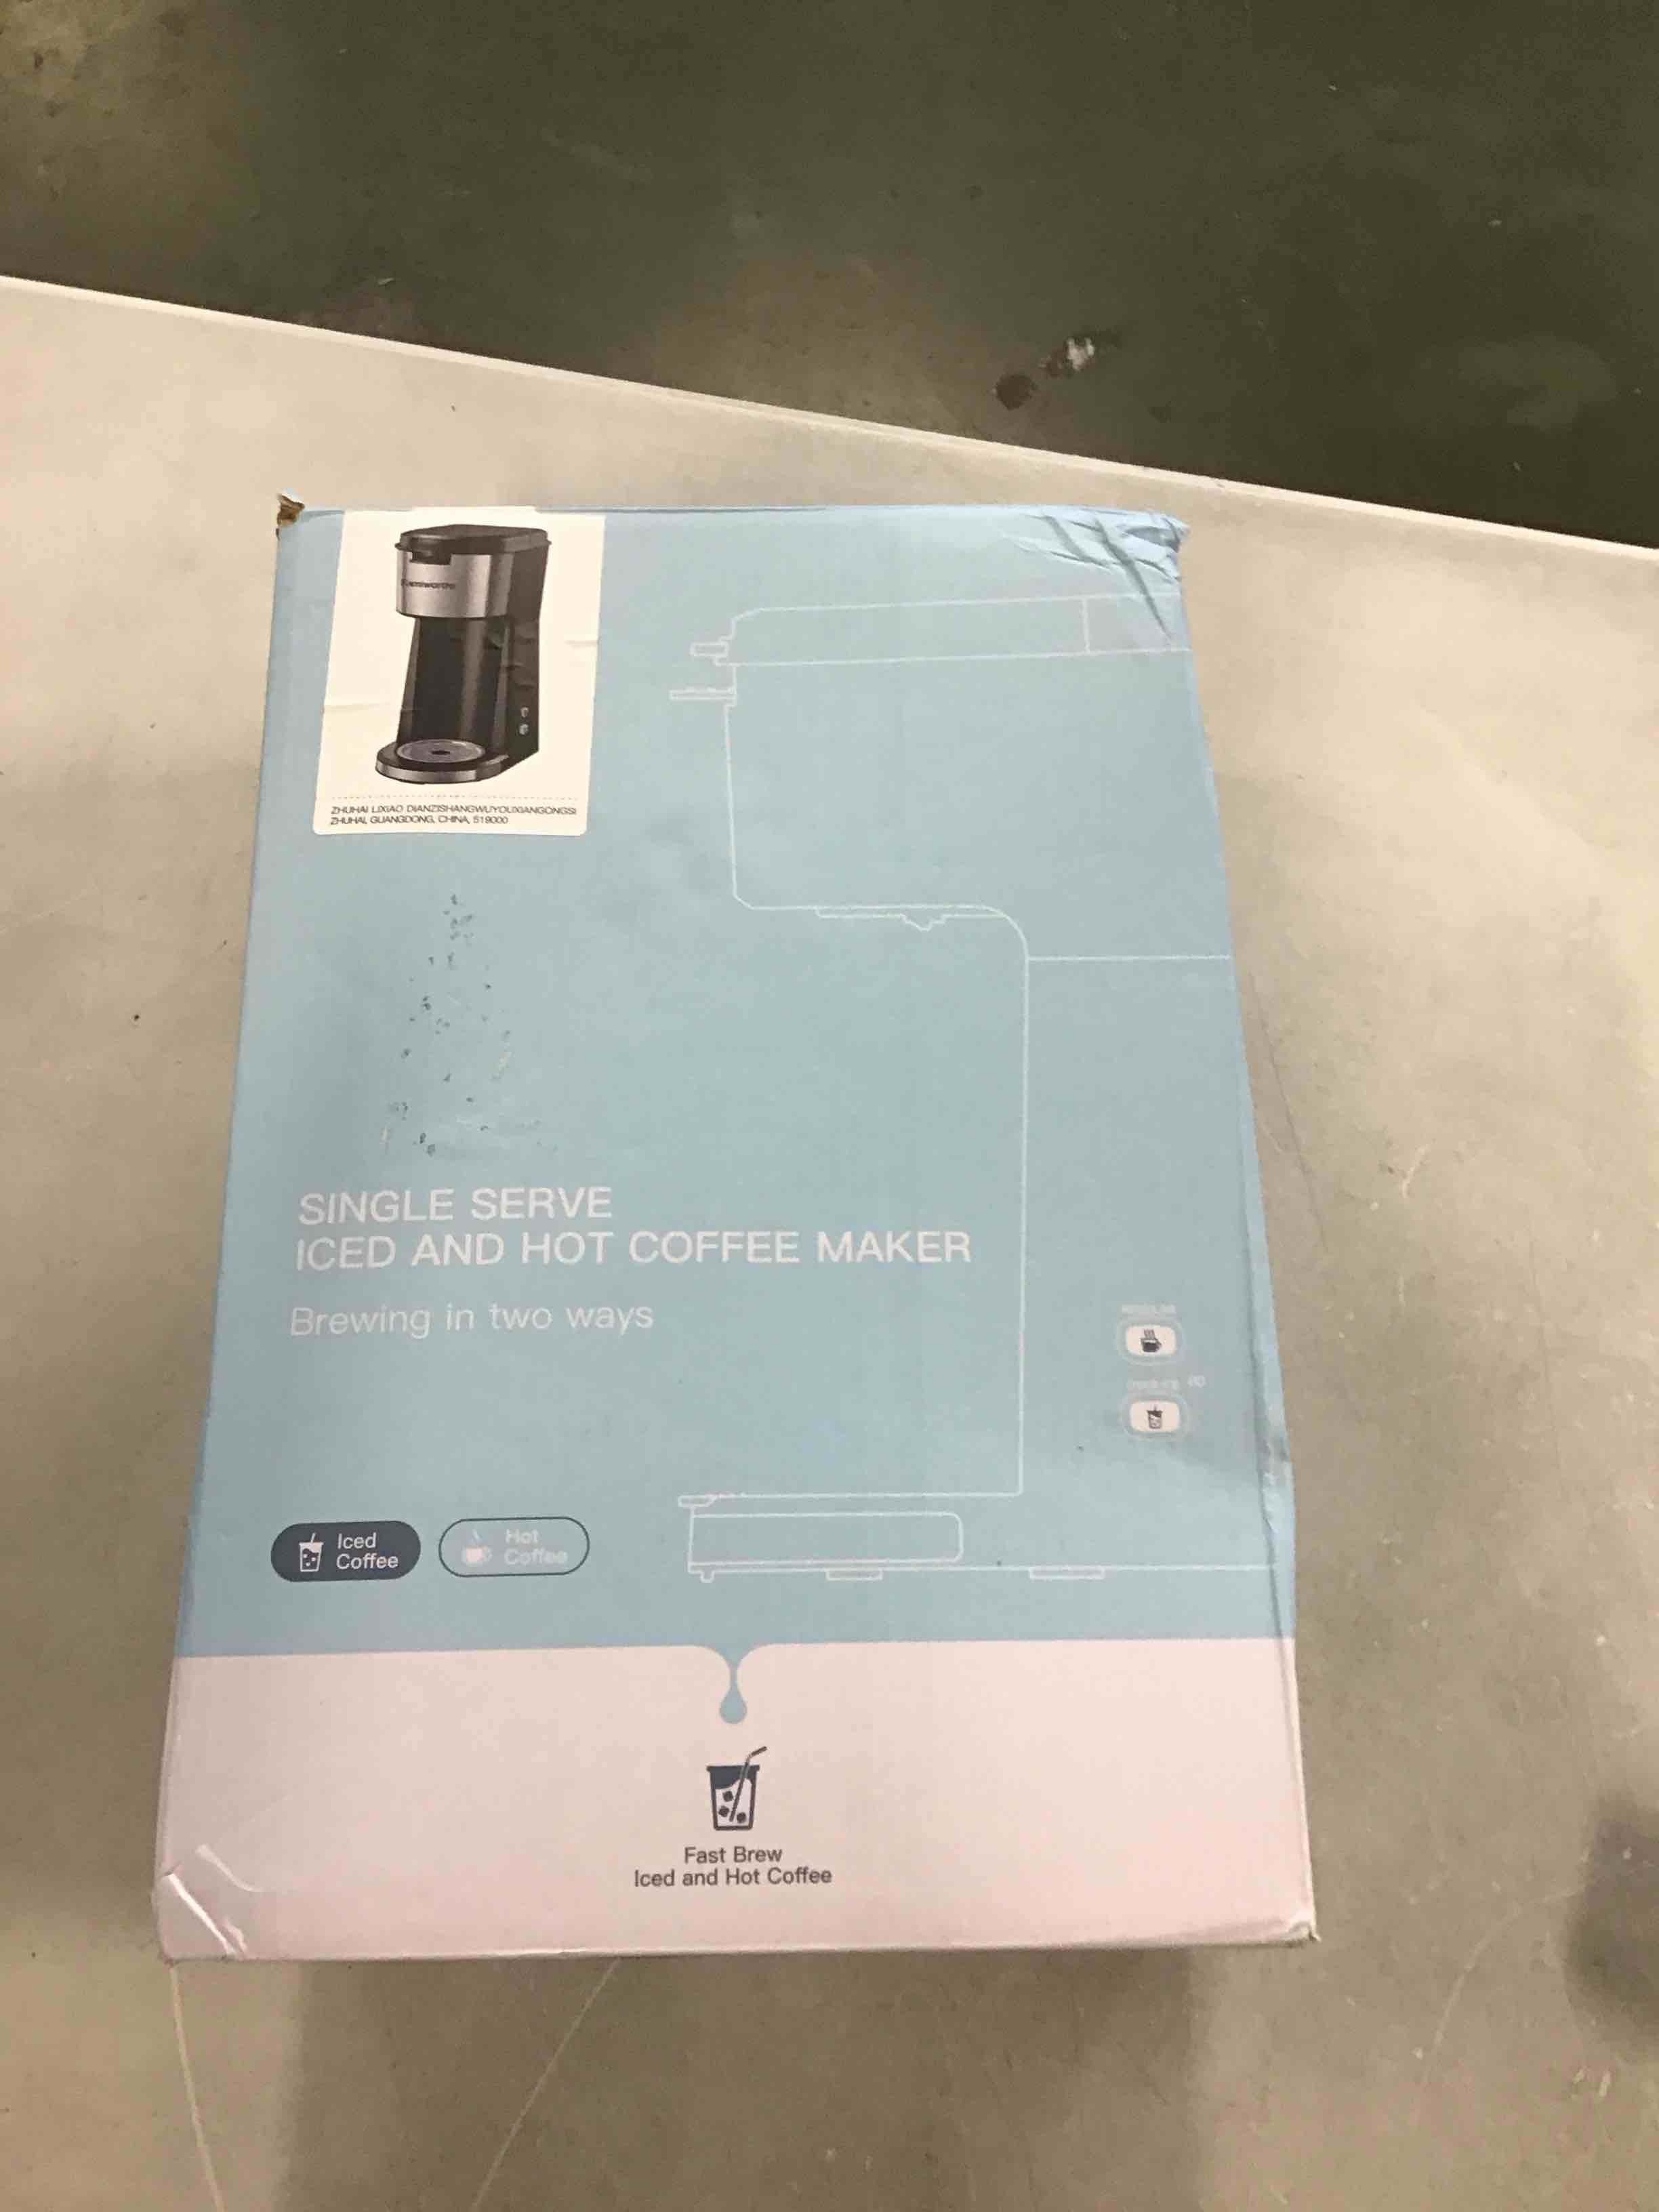 ZHUHAI LIXIAO DIANZISHANGWUYOUXIANGONGSI
ZHUHAI, GUANGDONG, CHINA, 519000
SINGLE SERVE
ICED AND HOT COFFEE MAKER
Brewing in two ways
Iced
Coffee
Hot
Coffee
Fast Brew
Iced and Hot Coffee